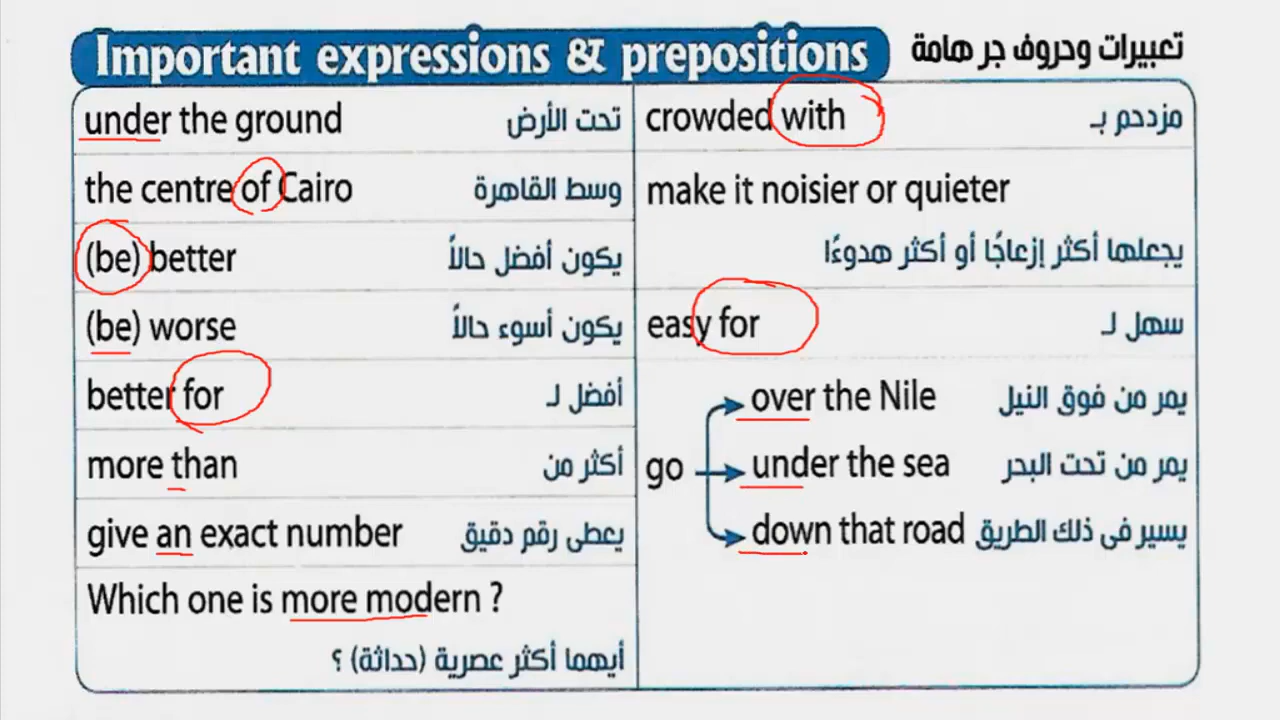 Important expressions & prepositions تعبيرات وحروف جر هامة
under the ground تحت الأرض
the centre of Cairo وسط القاهرة
(be) better يكون أفضل حالاً
(be) worse يكون أسوء حالاً
better for أفضل لـ
more than أكثر من
give an exact number يعطى رقم دقيق
Which one is more modern ?
أيهما أكثر عصرية (حداثة) ؟
crowded with مزدحم بـ
make it noisier or quieter
يجعلها أكثر إزعاجًا أو أكثر هدوءًا
easy for سهل لـ
go
over the Nile يمر من فوق النيل
under the sea يمر من تحت البحر
down that road يسير فى ذلك الطريق